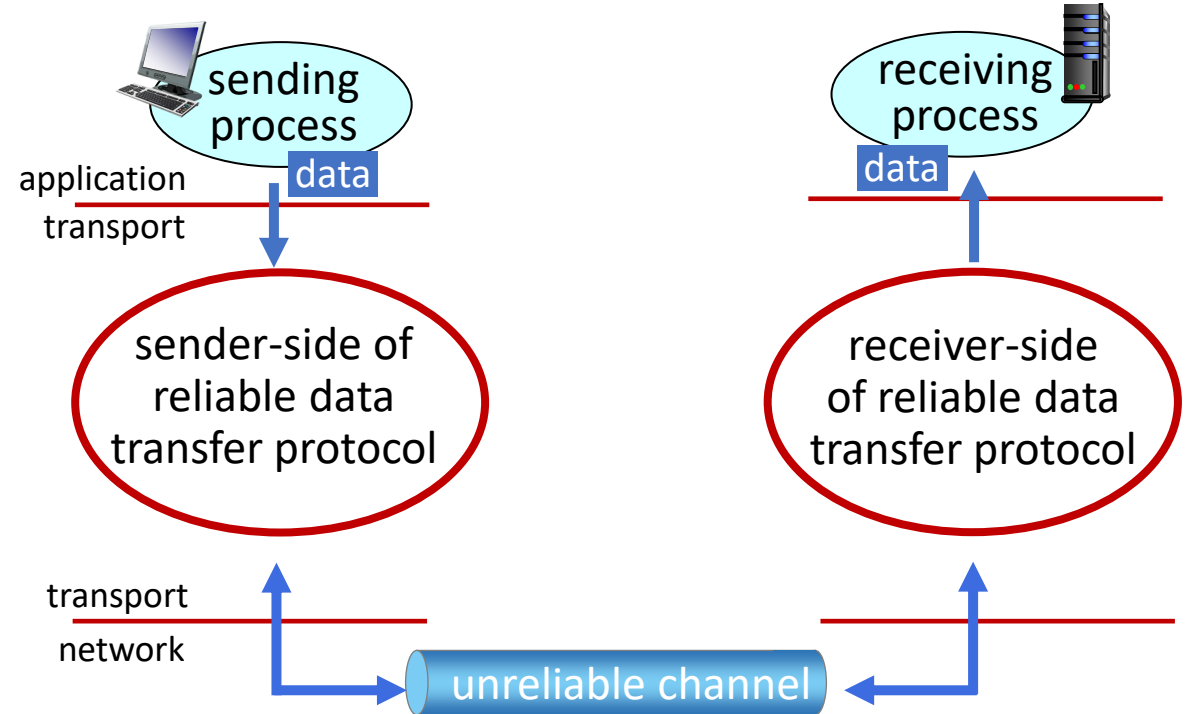 sending
process
data
application
transport
receiving
process
data
sender-side of
reliable data
transfer protocol
receiver-side
of reliable data
transfer protocol
transport
network
unreliable channel